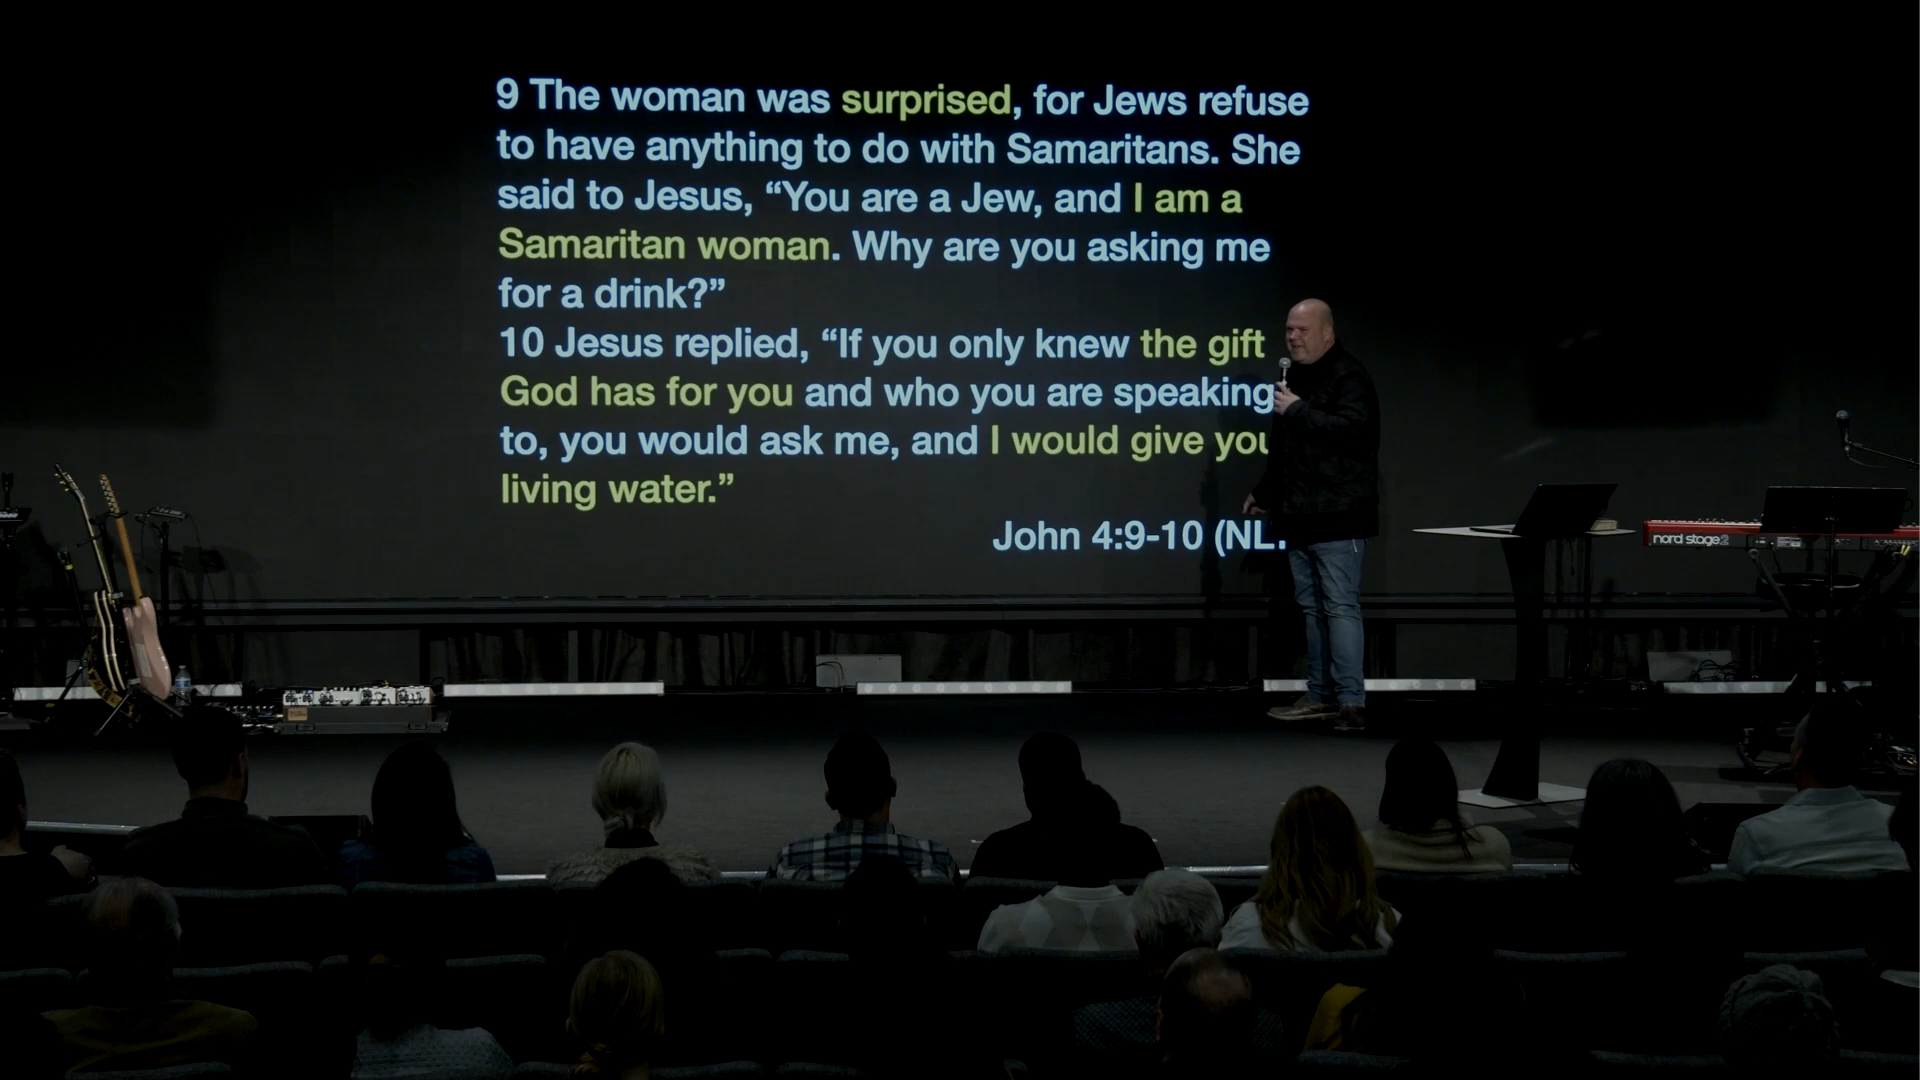 9 The woman was surprised, for Jews refuse
to have anything to do with Samaritans. She
said to Jesus, “You are a Jew, and I am a
Samaritan woman. Why are you asking me
for a drink?”
10 Jesus replied, “If you only knew the gift
God has for you and who you are speaking
to, you would ask me, and I would give you
living water.”
John 4:9-10 (NL
nord stage 2